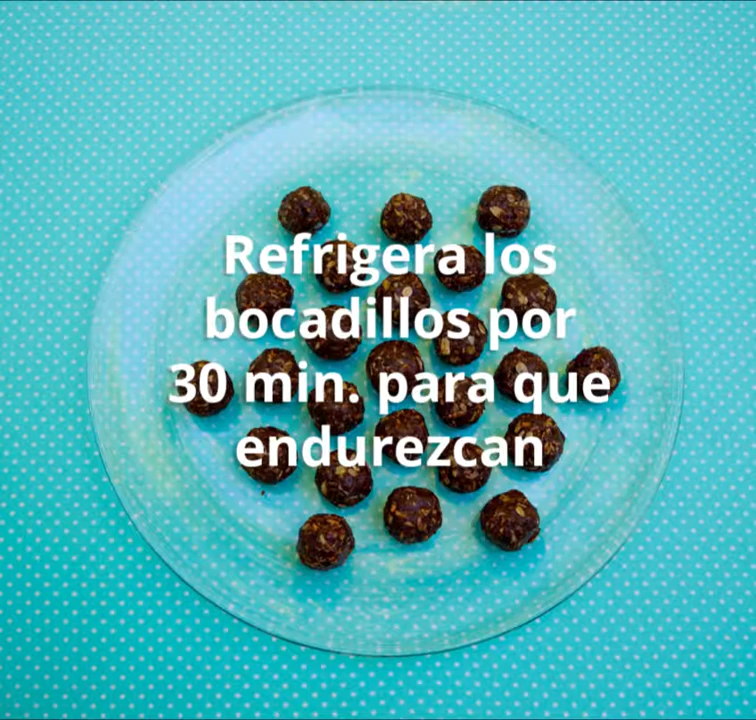 Refrigera los
bocadillos por
30 min. para que
endurezcan